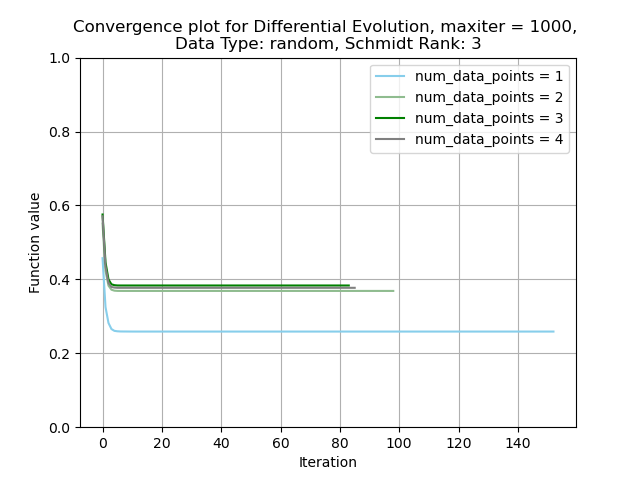 Convergence plot for Differential Evolution, maxiter = 1000,
Data Type: random, Schmidt Rank: 3
1.0
0.8
0.6
0.4
0.2
0.0
Function value
num_data_points = 1
num_data_points = 2
num_data_points = 3
num_data_points = 4
0 20 40 60 80 100 120 140
Iteration